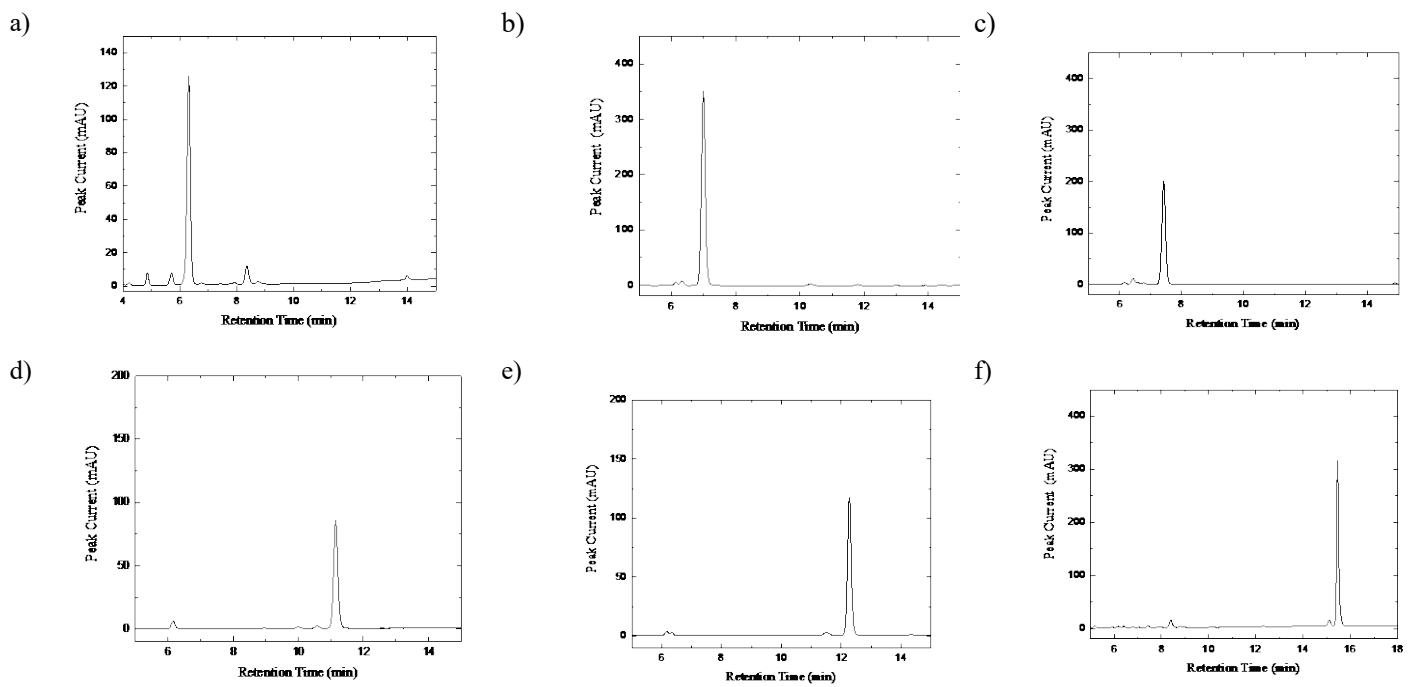 a)
b)
c)
140
120
100
80
60
40
20
0
Peak Current (mAU)
4 6 8 10 12 14
Retention Time (min)
400
300
200
100
0
Peak Current (mAU)
6 8 10 12 14
Retention Time (min)
400
300
200
100
0
Peak Current (mAU)
6 8 10 12 14
Retention Time (min)
d)
e)
f)
200
150
100
50
0
Peak Current (mAU)
6 8 10 12 14
Retention Time (min)
200
150
100
50
0
Peak Current (mAU)
6 8 10 12 14
Retention Time (min)
400
300
200
100
0
Peak Current (mAU)
6 8 10 12 14 16 18
Retention Time (min)